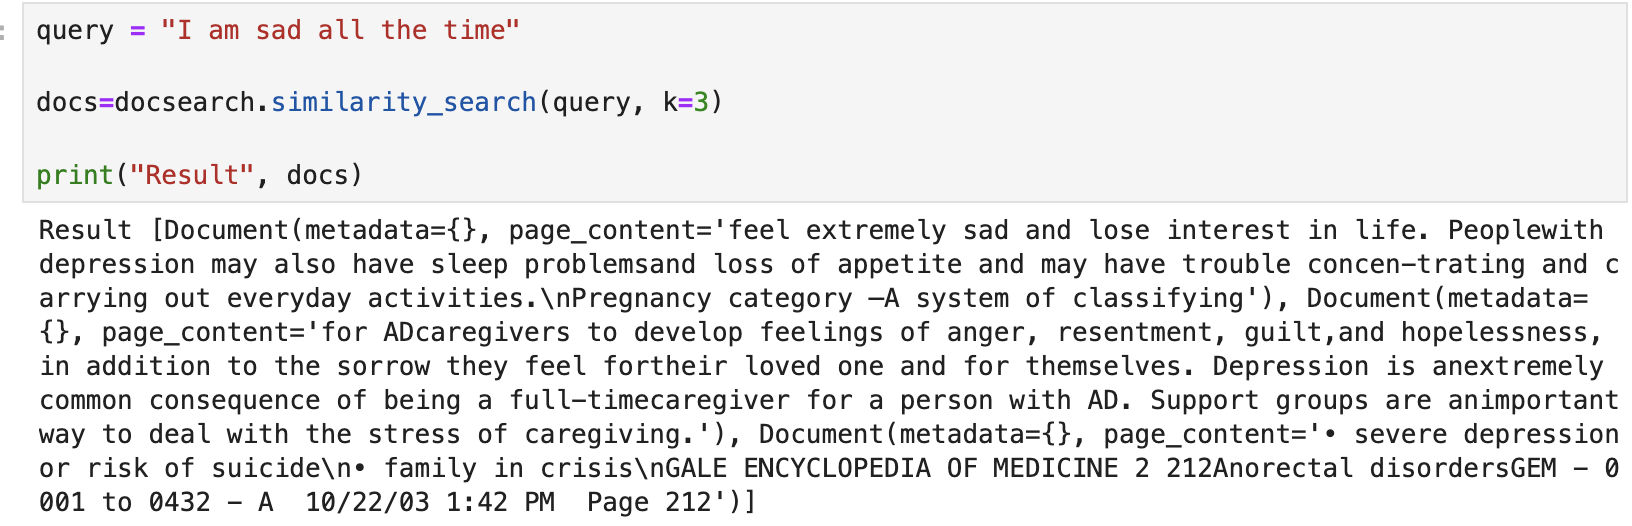 query = "I am sad all the time"
docs=docsearch.similarity_search(query, k=3)
print("Result", docs)
Result [Document(metadata={}, page_content='feel extremely sad and lose interest in life. Peoplewith
depression may also have sleep problemsand loss of appetite and may have trouble concen-trating and c
arrying out everyday activities.\nPregnancy category —A system of classifying'), Document(metadata=
{}, page_content='for ADcaregivers to develop feelings of anger, resentment, guilt,and hopelessness,
in addition to the sorrow they feel fortheir loved one and for themselves. Depression is anextremely
common consequence of being a full-timecaregiver for a person with AD. Support groups are animportant
way to deal with the stress of caregiving.'), Document(metadata={}, page_content='• severe depression
or risk of suicide\n• family in crisis\nGALE ENCYCLOPEDIA OF MEDICINE 2 212Anorectal disordersGEM - 0
001 to 0432 - A  10/22/03 1:42 PM  Page 212')]